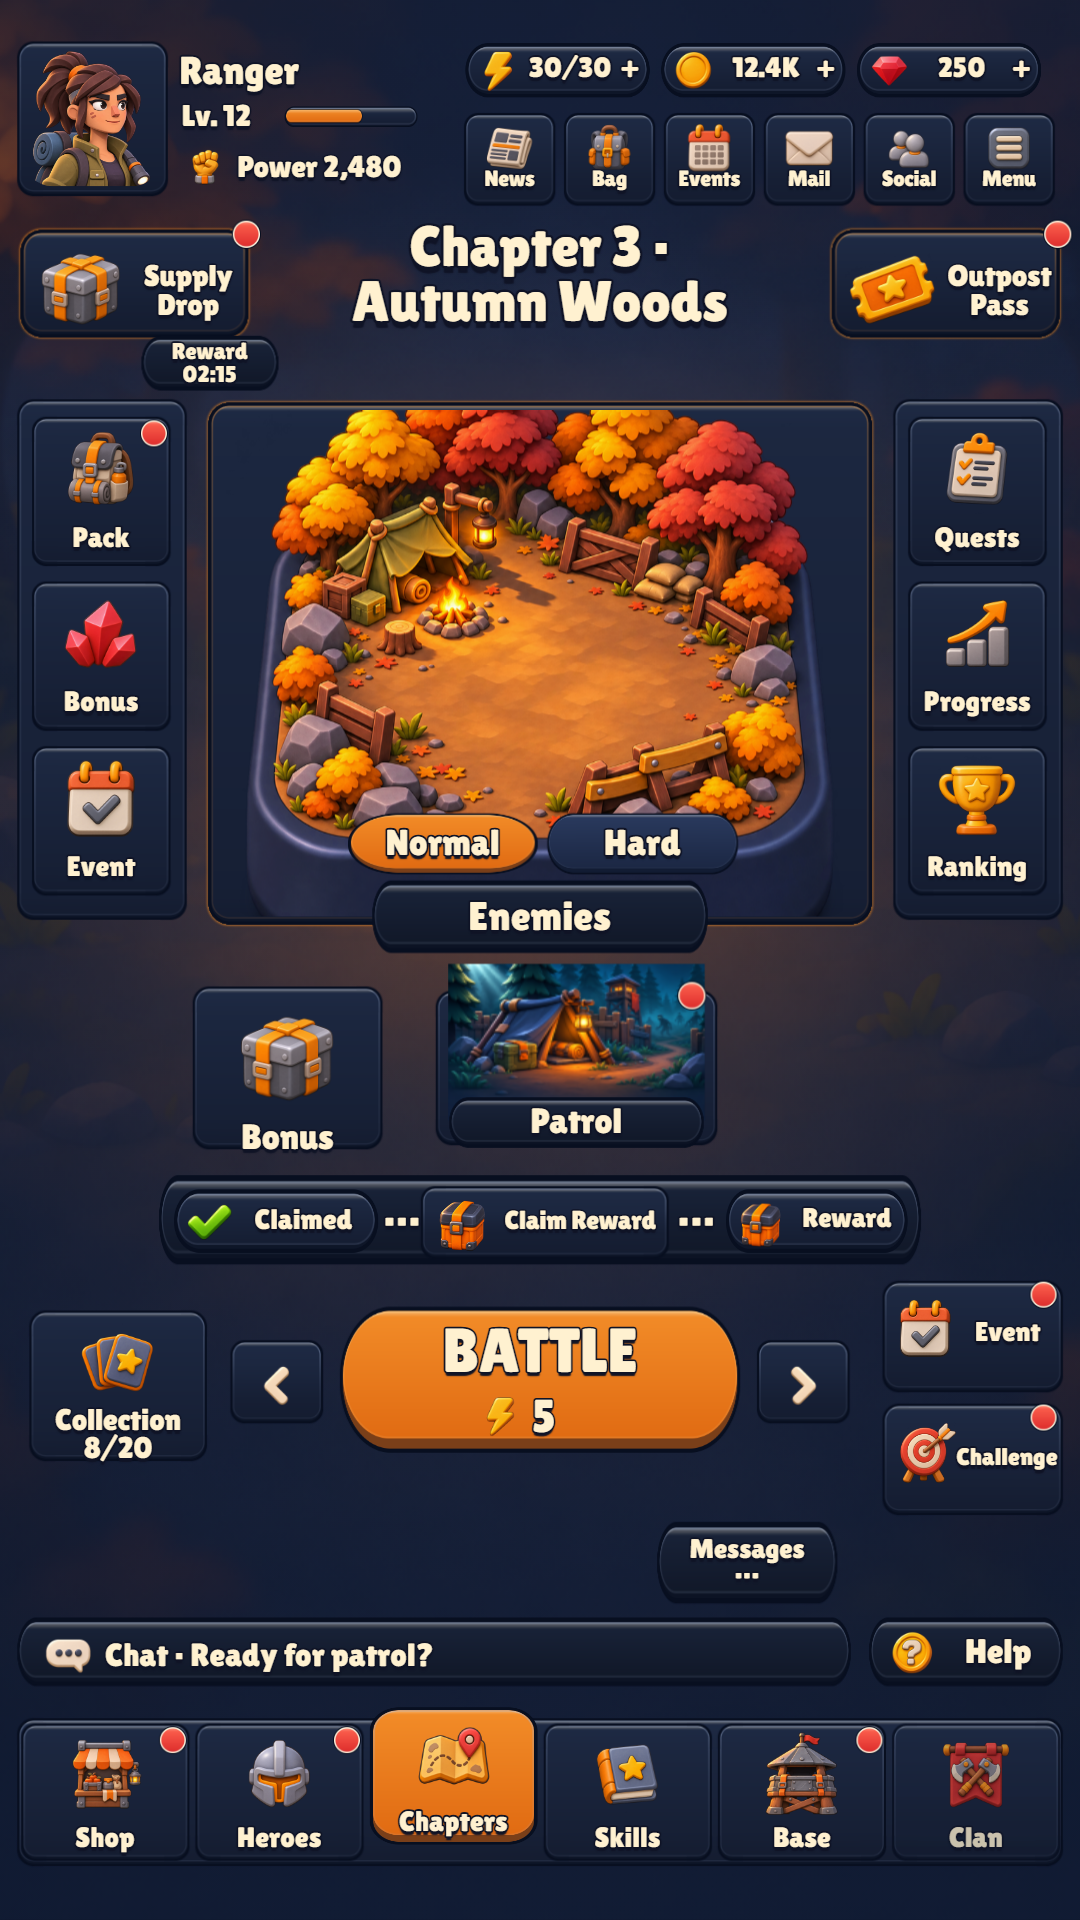 Ranger
Lv. 12
Power 2,480
30/30 +
12.4K +
250 +
News
Bag
Events
Mail
Social
Menu
Supply
Drop
Reward
02:15
Chapter 3 ·
Autumn Woods
Outpost
Pass
Pack
Bonus
Event
Quests
Progress
Ranking
Normal
Hard
Enemies
Bonus
Patrol
Claimed
...
Claim Reward
...
Reward
Collection
8/20
<
BATTLE
5
>
Event
Challenge
Messages
...
Chat · Ready for patrol?
? Help
Shop
Heroes
Chapters
Skills
Base
Clan